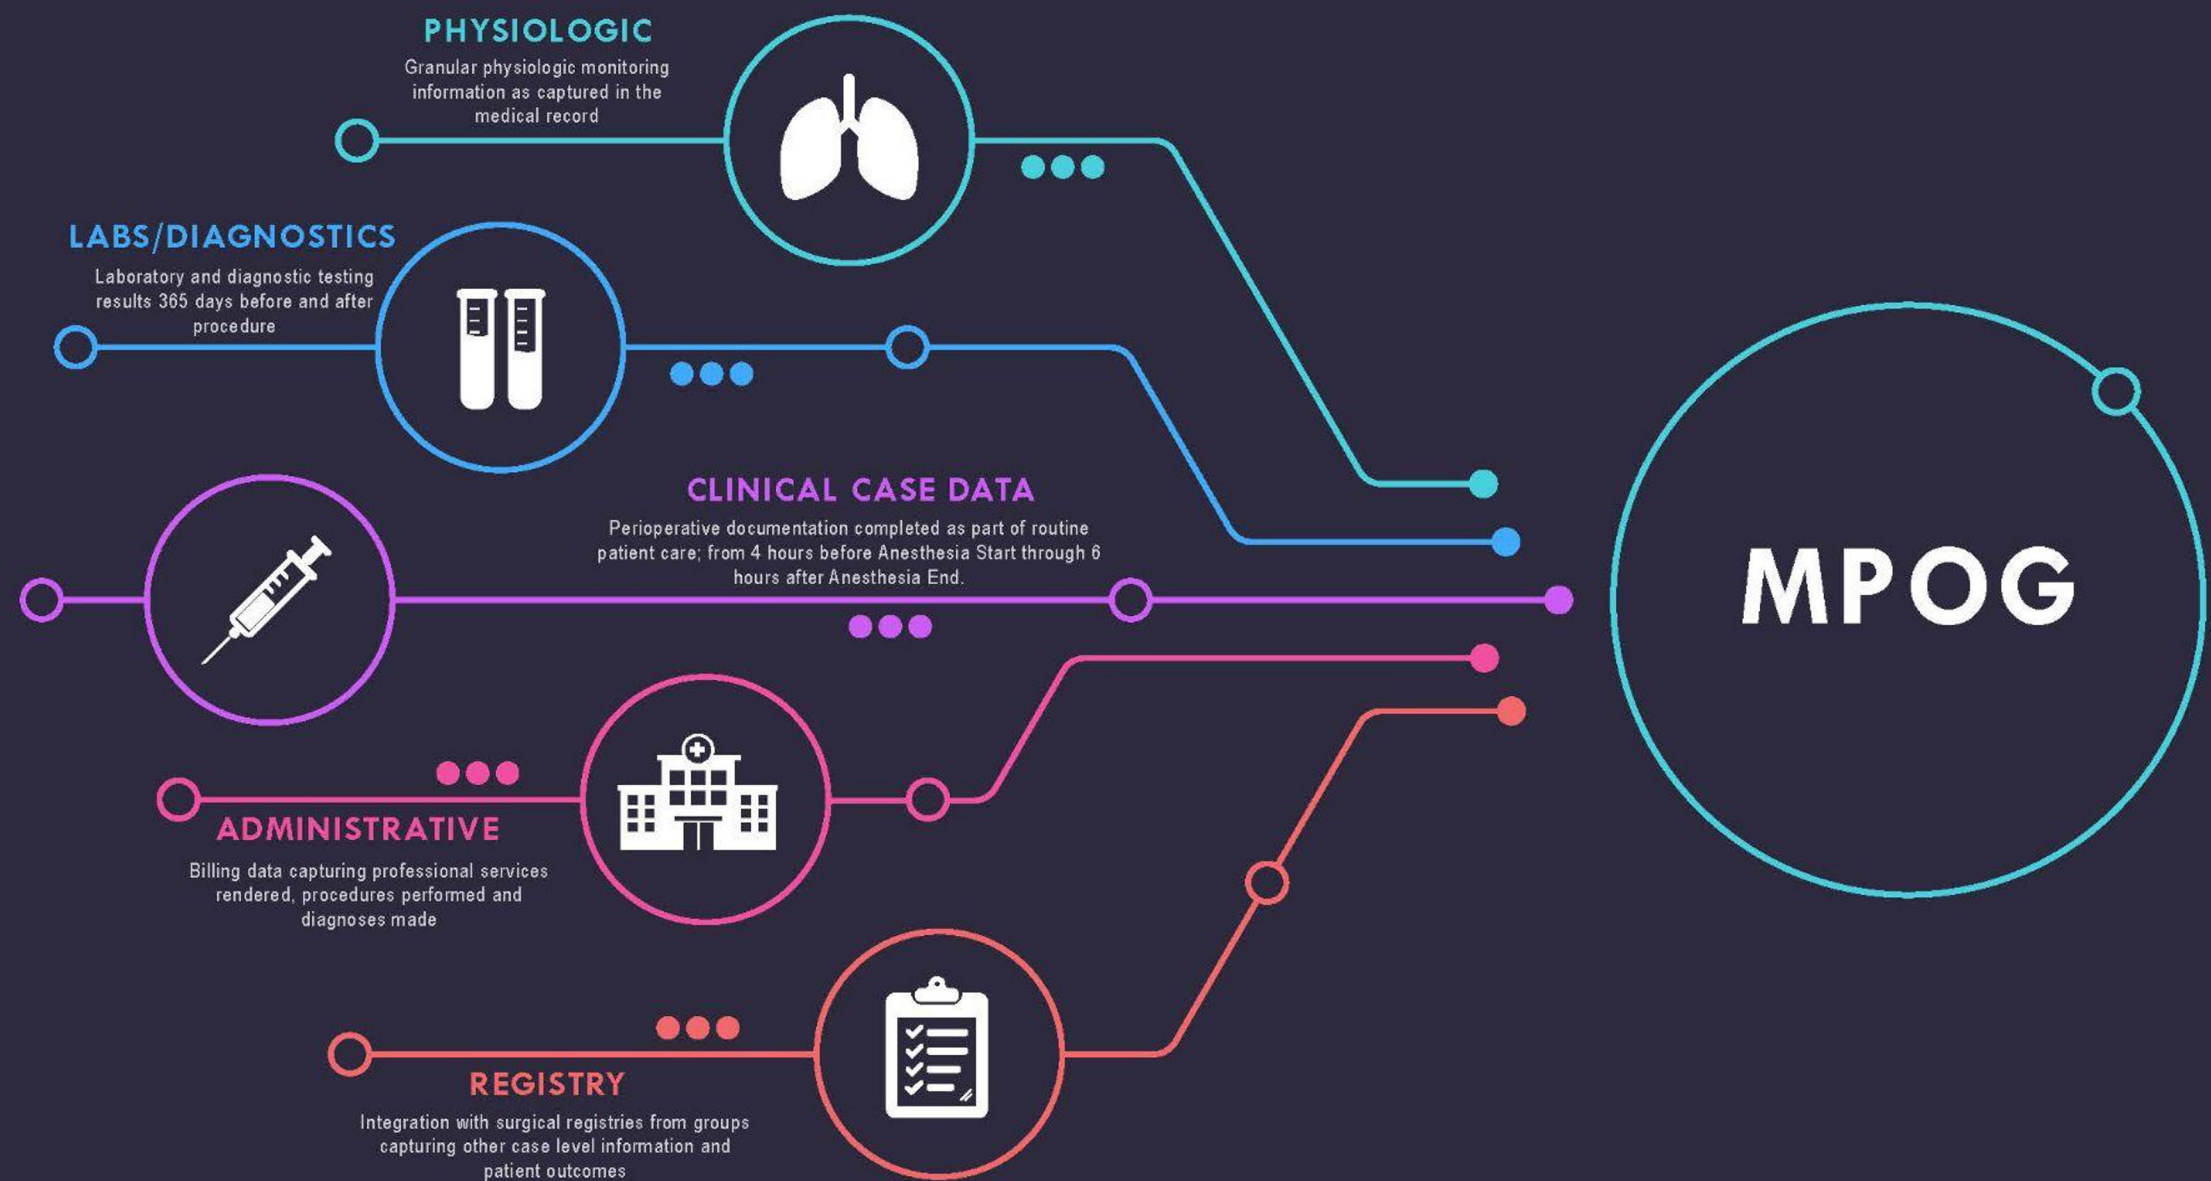 PHYSIOLOGIC
Granular physiologic monitoring
information as captured in the
medical record
LABS/DIAGNOSTICS
Laboratory and diagnostic testing
results 365 days before and after
procedure
CLINICAL CASE DATA
Perioperative documentation completed as part of routine
patient care; from 4 hours before Anesthesia Start through 6
hours after Anesthesia End.
MPOG
ADMINISTRATIVE
Billing data capturing professional services
rendered, procedures performed and
diagnoses made
REGISTRY
Integration with surgical registries from groups
capturing other case level information and
patient outcomes